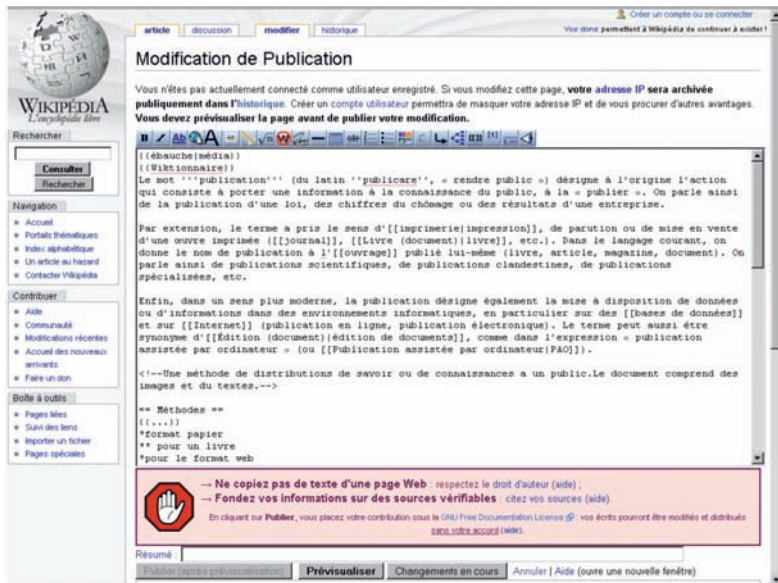 Créer un compte ou se connecter
article discussion modifier historique
Vos dons permettent à Wikipédia de continuer à exister !
WIKIPÉDIA
L'encyclopédie libre
Rechercher
Consulter
Rechercher
Navigation
Accueil
Portails thématiques
Index alphabétique
Un article au hasard
Contacter Wikipédia
Contribuer
Aide
Communauté
Modifications récentes
Accueil des nouveaux
arrivants
Faire un don
Boîte à outils
Pages liées
Suivi des liens
Importer un fichier
Pages spéciales
Modification de Publication
Vous n'êtes pas actuellement connecté comme utilisateur enregistré. Si vous modifiez cette page, votre adresse IP sera archivée
publiquement dans l'historique. Créer un compte utilisateur permettra de masquer votre adresse IP et de vous procurer d'autres avantages.
Vous devez prévisualiser la page avant de publier votre modification.
{{ébauche|média}}
{{Wiktionnaire}}
Le mot '''publication''' (du latin ''publicare'', « rendre public ») désigne à l'origine l'action
qui consiste à porter une information à la connaissance du public, à la « publier ». On parle ainsi
de la publication d'une loi, des chiffres du chômage ou des résultats d'une entreprise.
Par extension, le terme a pris le sens d'[[imprimerie|impression]], de parution ou de mise en vente
d'une œuvre imprimée ([[journal]], [[Livre (document)|livre]], etc.). Dans le langage courant, on
donne le nom de publication à l'[[ouvrage]] publié lui-même (livre, article, magazine, document). On
parle ainsi de publications scientifiques, de publications clandestines, de publications
spécialisées, etc.
Enfin, dans un sens plus moderne, la publication désigne également la mise à disposition de données
ou d'informations dans des environnements informatiques, en particulier sur des [[bases de données]]
et sur [[Internet]] (publication en ligne, publication électronique). Le terme peut aussi être
synonyme d'[[Édition (document)|édition de documents]], comme dans l'expression « publication
assistée par ordinateur » (ou [[Publication assistée par ordinateur|PAO]]).
<!--Une méthode de distributions de savoir ou de connaissances a un public.Le document comprend des
images et du textes.-->
== Méthodes ==
{{...}}
*format papier
** pour un livre
*pour le format web
→ Ne copiez pas de texte d'une page Web : respectez le droit d'auteur (aide) ;
→ Fondez vos informations sur des sources vérifiables : citez vos sources (aide).
En cliquant sur Publier, vous placez votre contribution sous la GNU Free Documentation License : vos écrits pourront être modifiés et distribués
sans votre accord (aide).
Résumé :
Publier (après prévisualisation) Prévisualiser Changements en cours Annuler | Aide (ouvre une nouvelle fenêtre)